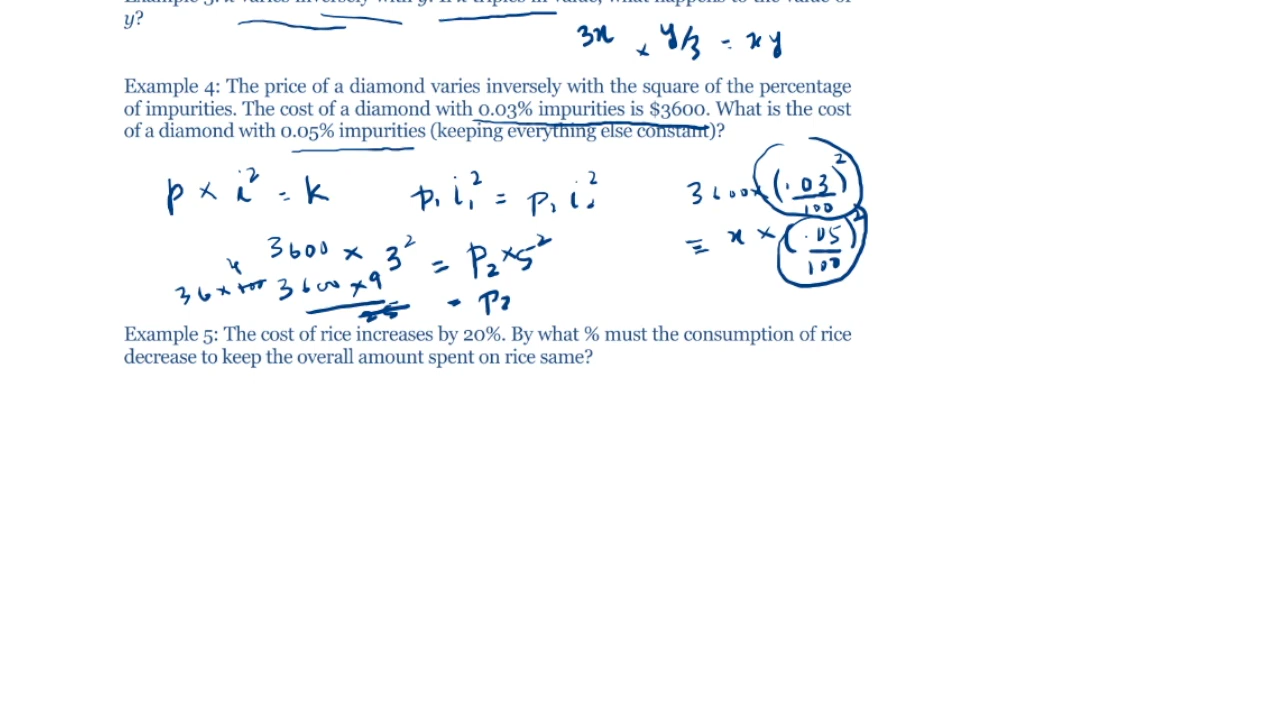 y?
3x × y/3 = xy
Example 4: The price of a diamond varies inversely with the square of the percentage
of impurities. The cost of a diamond with 0.03% impurities is $3600. What is the cost
of a diamond with 0.05% impurities (keeping everything else constant)?
p × i² = k
p₁ i₁² = p₂ i₂²
3600 × 3² = P₂ × 5²
36 × 4
3600 × 9 = P₂
25
3600 × (.03/100)²
= x × (.05/100)²
Example 5: The cost of rice increases by 20%. By what % must the consumption of rice
decrease to keep the overall amount spent on rice same?